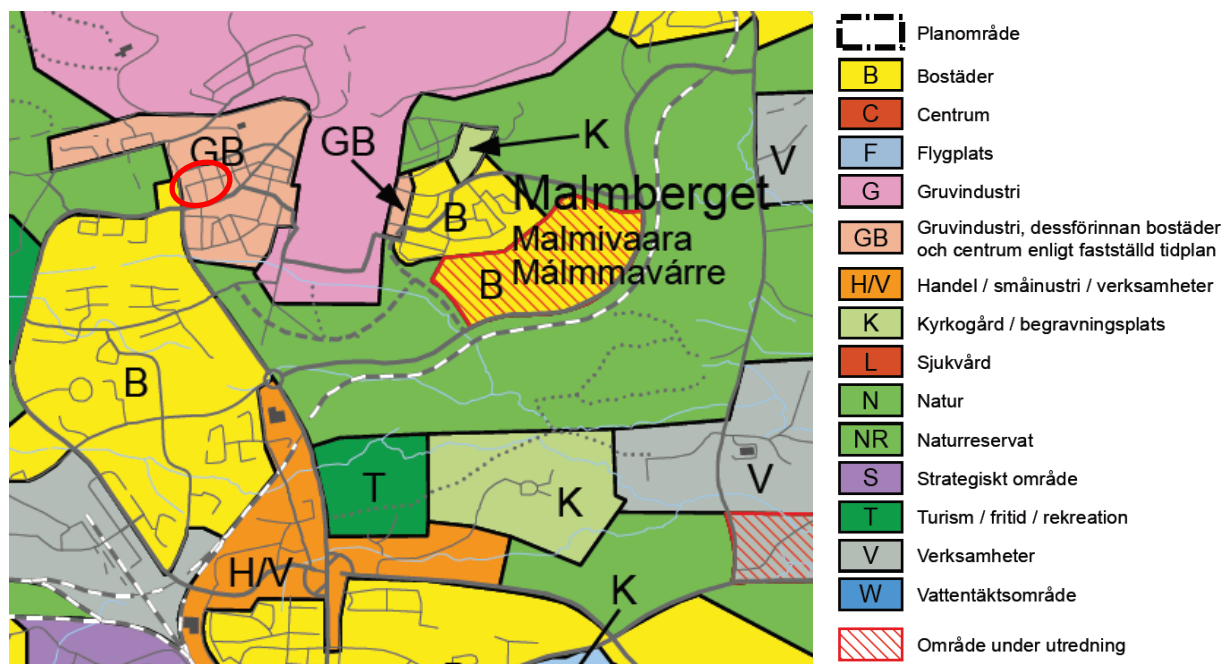 GB
GB
K
V
B
Malmberget
Malmivaara
Málmmavárre
B
B
T
K
V
H/V
K
Planområde
B Bostäder
C Centrum
F Flygplats
G Gruvindustri
GB Gruvindustri, dessförinnan bostäder
och centrum enligt fastställd tidplan
H/V Handel / småinustri / verksamheter
K Kyrkogård / begravningsplats
L Sjukvård
N Natur
NR Naturreservat
S Strategiskt område
T Turism / fritid / rekreation
V Verksamheter
W Vattentäktsområde
Område under utredning